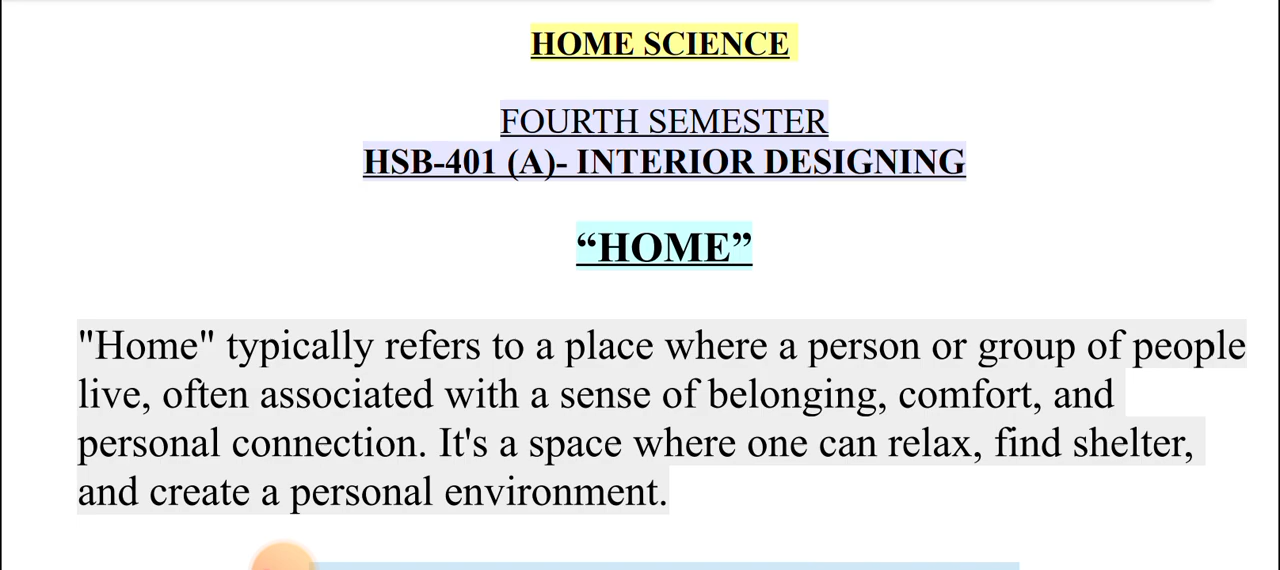 HOME SCIENCE
FOURTH SEMESTER
HSB-401 (A)- INTERIOR DESIGNING
“HOME”
"Home" typically refers to a place where a person or group of people
live, often associated with a sense of belonging, comfort, and
personal connection. It's a space where one can relax, find shelter,
and create a personal environment.